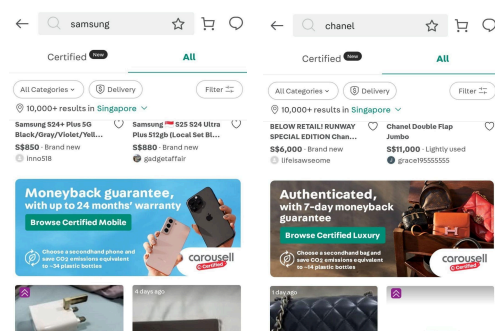 samsung
Certified New
All
All Categories
Delivery
Filter
10,000+ results in Singapore
Samsung S24+ Plus 5G
Black/Gray/Violet/Yell...
S$850 · Brand new
inno518
Samsung S25 S24 Ultra
Plus 512gb (Local Set Bl...
S$880 · Brand new
gadgetaffair
Moneyback guarantee,
with up to 24 months' warranty
Browse Certified Mobile
Choose a secondhand phone and
save CO2 emissions equivalent
to ~34 plastic bottles
carousell
Certified
4 days ago
chanel
Certified New
All
All Categories
Delivery
Filter
10,000+ results in Singapore
BELOW RETAIL! RUNWAY
SPECIAL EDITION Chan...
S$6,000 · Brand new
lifeisawseome
Chanel Double Flap
Jumbo
S$11,000 · Lightly used
grace195555555
Authenticated,
with 7-day moneyback
guarantee
Browse Certified Luxury
Choose a secondhand bag and
save CO2 emissions equivalent
to ~14 plastic bottles
carousell
Certified
1 day ago